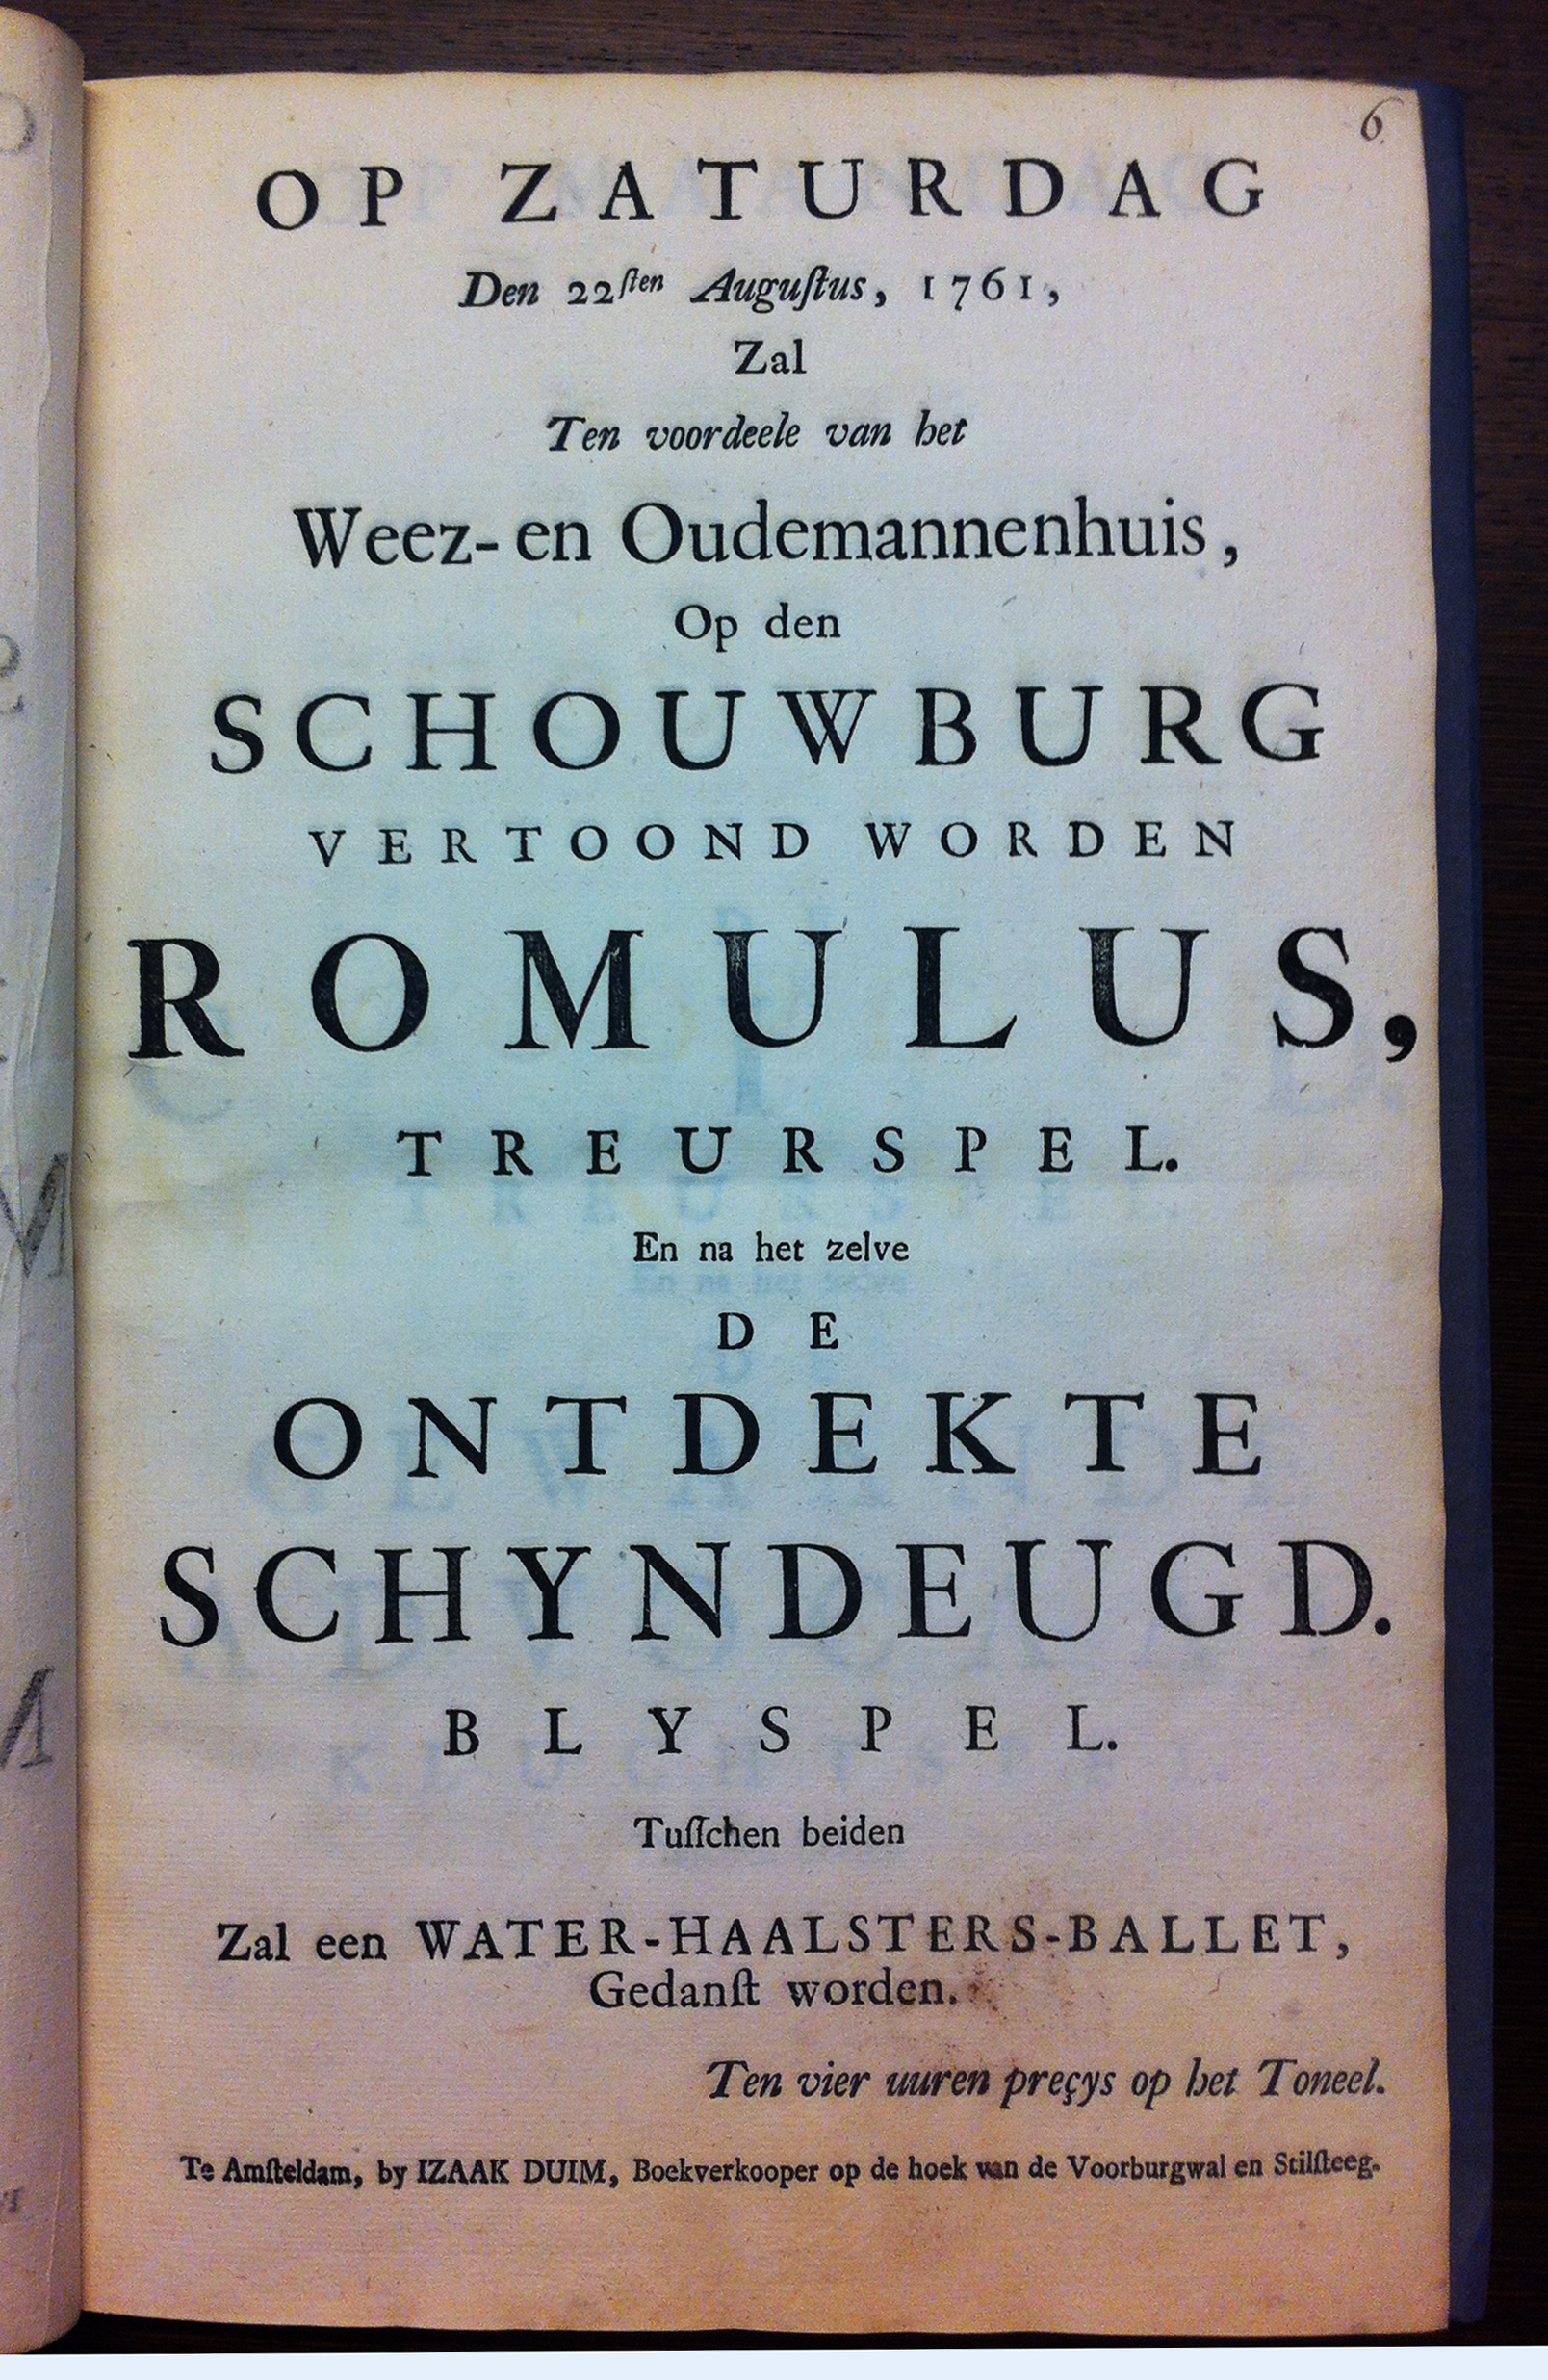 6.
OP ZATURDAG
Den 22ſten Auguſtus, 1761,
Zal
Ten voordeele van het
Weez- en Oudemannenhuis,
Op den
SCHOUWBURG
VERTOOND WORDEN
ROMULUS,
TREURSPEL.
En na het zelve
DE
ONTDEKTE
SCHYNDEUGD.
BLYSPEL.
Tuſſchen beiden
Zal een WATER-HAALSTERS-BALLET,
Gedanſt worden.
Ten vier uuren preçys op het Toneel.
Te Amſteldam, by IZAAK DUIM, Boekverkooper op de hoek van de Voorburgwal en Stilſteeg.